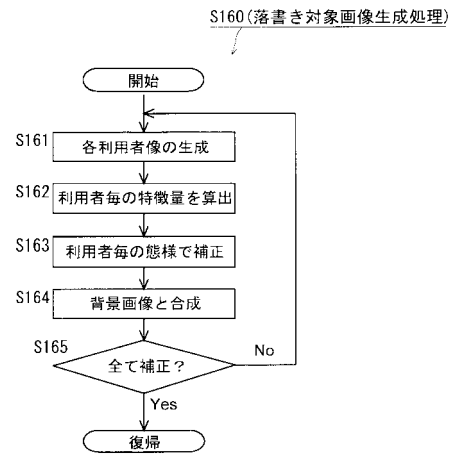 S160(落書き対象画像生成処理)
開始
S161 各利用者像の生成
S162 利用者毎の特徴量を算出
S163 利用者毎の態様で補正
S164 背景画像と合成
S165 全て補正？ No
Yes
復帰